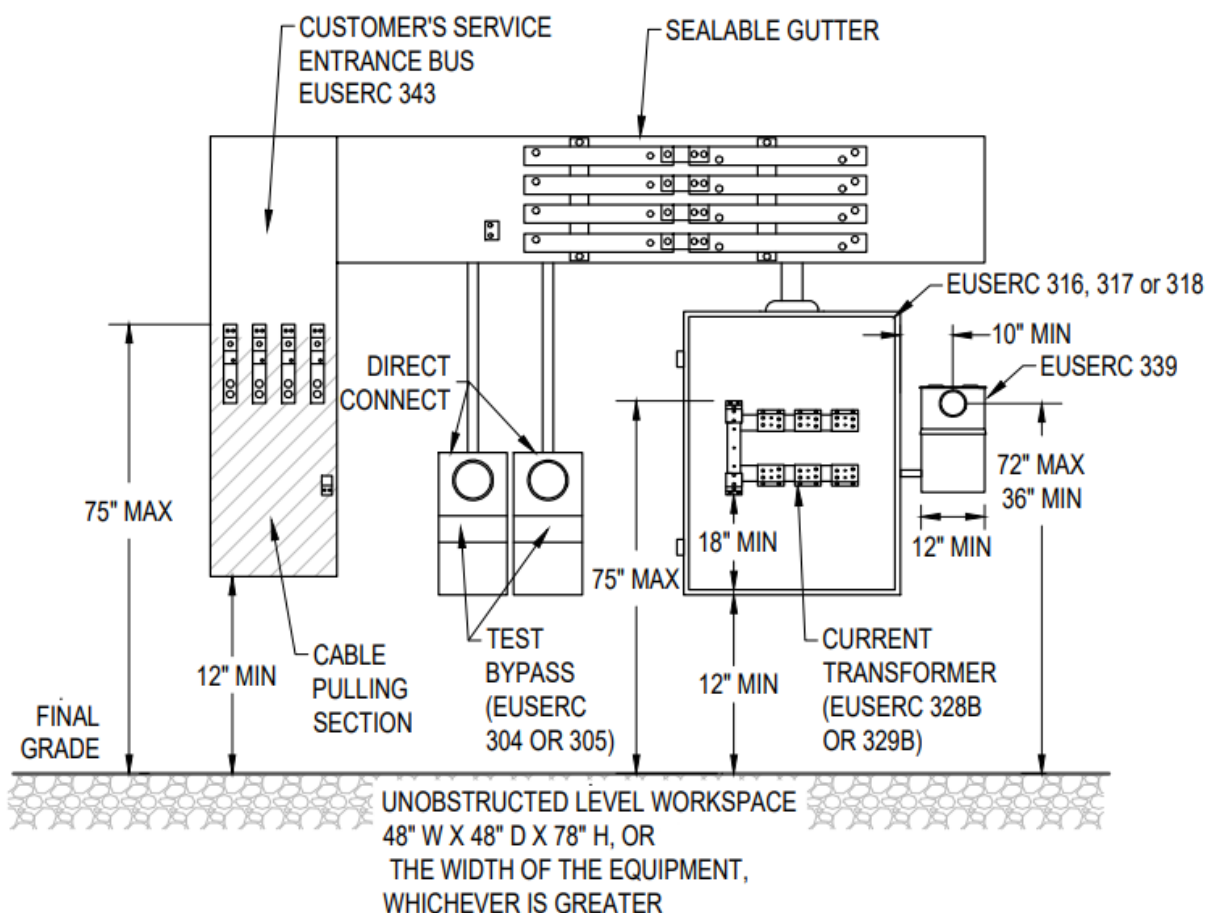 CUSTOMER'S SERVICE
ENTRANCE BUS
EUSERC 343
SEALABLE GUTTER
EUSERC 316, 317 or 318
10" MIN
EUSERC 339
DIRECT
CONNECT
72" MAX
36" MIN
75" MAX
18" MIN
12" MIN
75" MAX
TEST
BYPASS
(EUSERC
304 OR 305)
CURRENT
TRANSFORMER
(EUSERC 328B
OR 329B)
CABLE
PULLING
SECTION
12" MIN
12" MIN
FINAL
GRADE
UNOBSTRUCTED LEVEL WORKSPACE
48" W X 48" D X 78" H, OR
THE WIDTH OF THE EQUIPMENT,
WHICHEVER IS GREATER